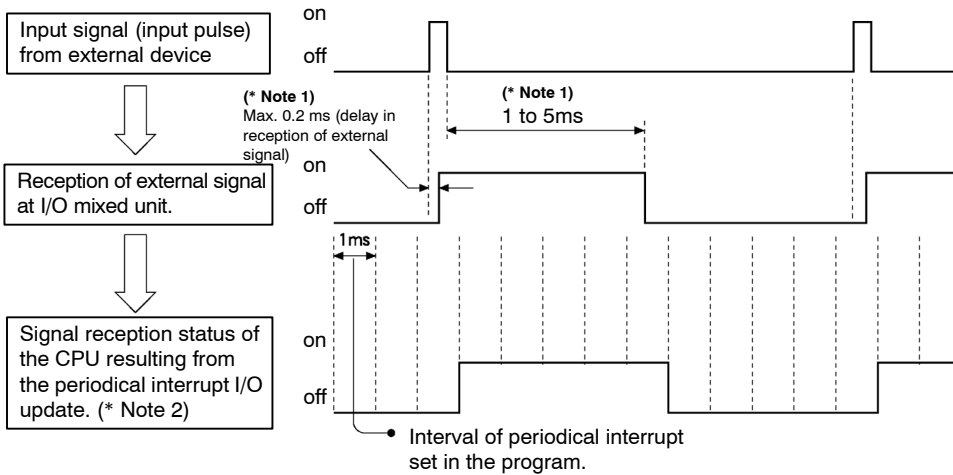 Input signal (input pulse)
from external device
on
off
(* Note 1)
Max. 0.2 ms (delay in
reception of external
signal)
(* Note 1)
1 to 5ms
Reception of external signal
at I/O mixed unit.
on
off
1ms
Signal reception status of
the CPU resulting from
the periodical interrupt I/O
update. (* Note 2)
on
off
Interval of periodical interrupt
set in the program.